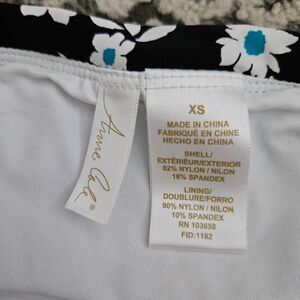 Anne Cole®
XS
MADE IN CHINA
FABRIQUÉ EN CHINE
HECHO EN CHINA
SHELL/
EXTÉRIEUR/EXTERIOR
82% NYLON / NILON
18% SPANDEX
LINING/
DOUBLURE/FORRO
90% NYLON / NILON
10% SPANDEX
RN 103658
FID:1182